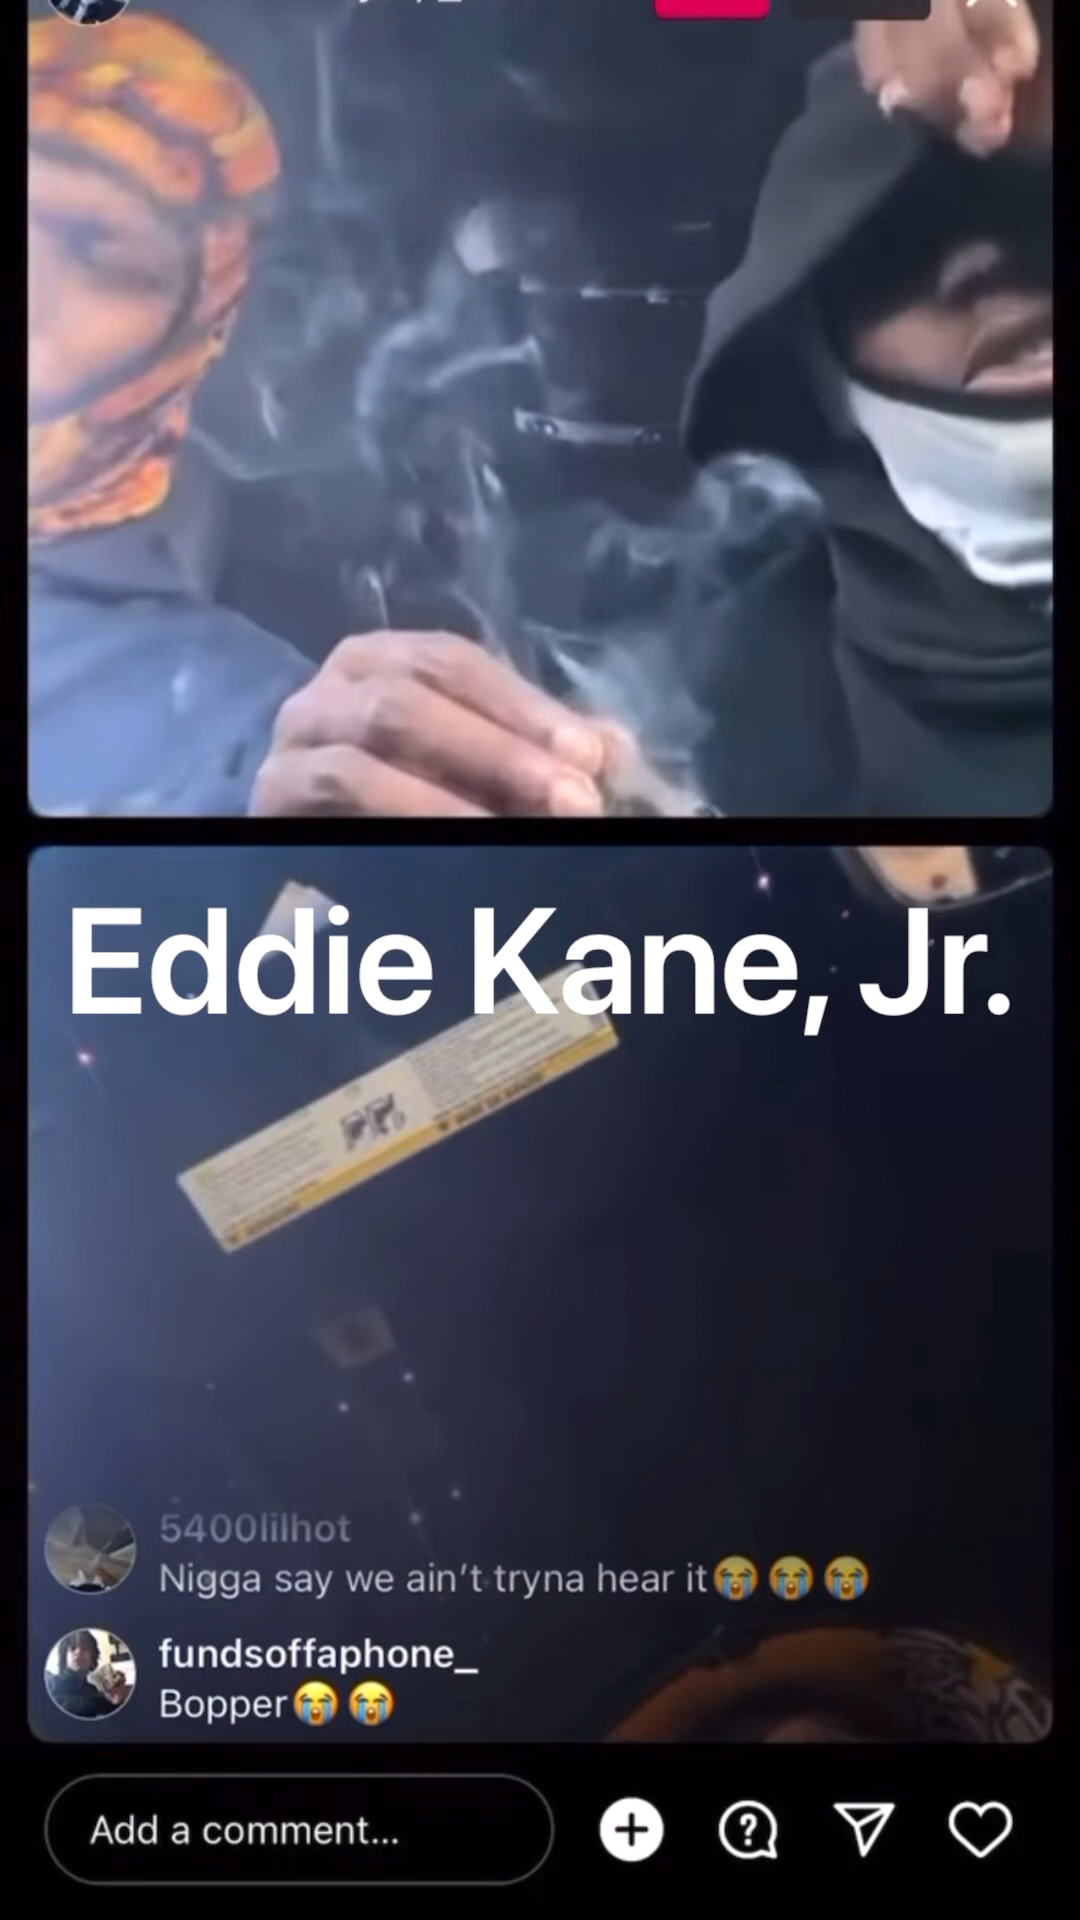 Eddie Kane, Jr.
5400lilhot
Nigga say we ain't tryna hear it😭😭😭
fundsoffaphone_
Bopper😭😭
Add a comment...